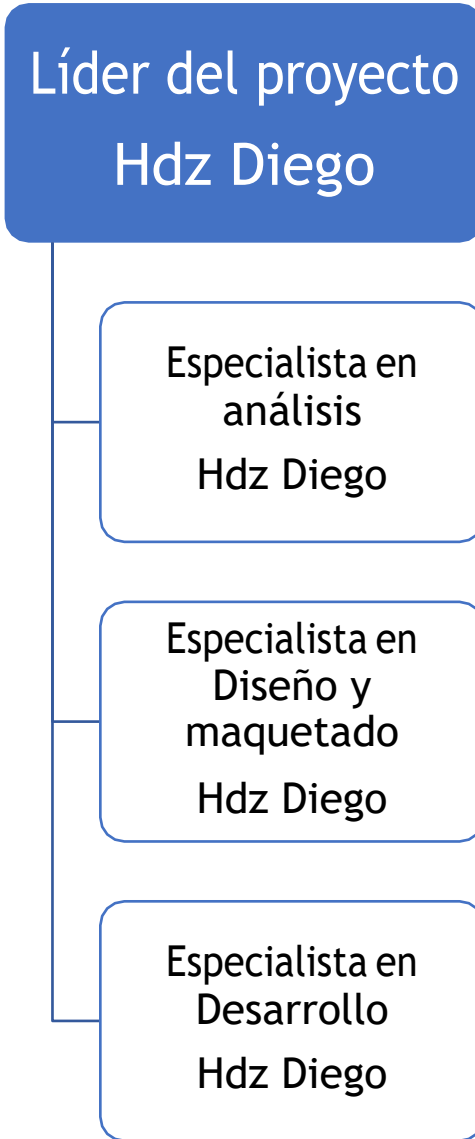 Líder del proyecto
Hdz Diego
Especialista en
análisis
Hdz Diego
Especialista en
Diseño y
maquetado
Hdz Diego
Especialista en
Desarrollo
Hdz Diego